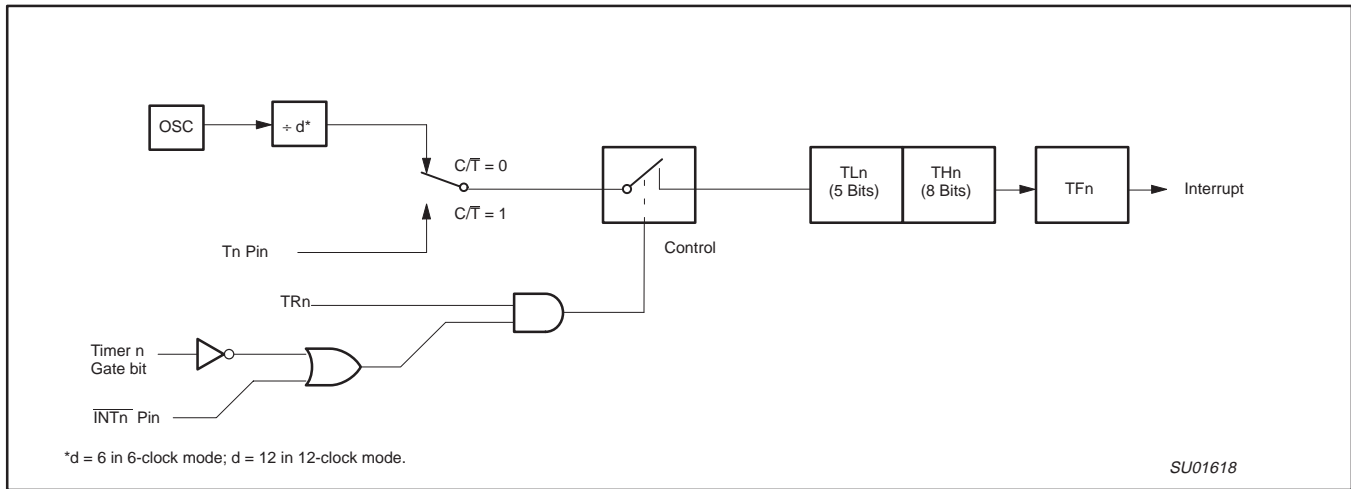 OSC
÷ d*
C/T̅ = 0
C/T̅ = 1
Tn Pin
Control
TLn
(5 Bits)
THn
(8 Bits)
TFn
Interrupt
TRn
Timer n
Gate bit
I̅N̅T̅n̅ Pin
*d = 6 in 6-clock mode; d = 12 in 12-clock mode.
SU01618